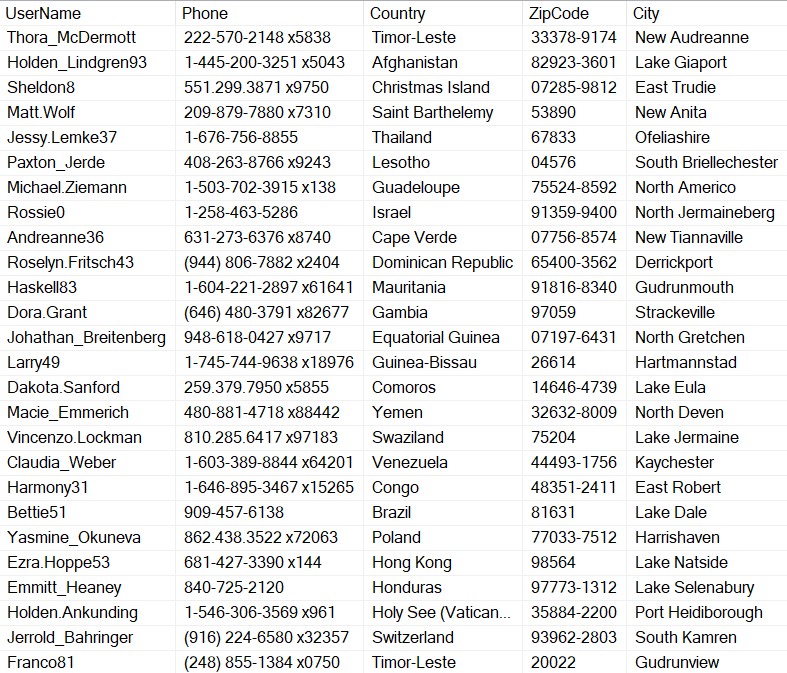 UserName Phone Country ZipCode City
Thora_McDermott 222-570-2148 x5838 Timor-Leste 33378-9174 New Audreanne
Holden_Lindgren93 1-445-200-3251 x5043 Afghanistan 82923-3601 Lake Giaport
Sheldon8 551.299.3871 x9750 Christmas Island 07285-9812 East Trudie
Matt.Wolf 209-879-7880 x7310 Saint Barthelemy 53890 New Anita
Jessy.Lemke37 1-676-756-8855 Thailand 67833 Ofeliashire
Paxton_Jerde 408-263-8766 x9243 Lesotho 04576 South Briellechester
Michael.Ziemann 1-503-702-3915 x138 Guadeloupe 75524-8592 North Americo
Rossie0 1-258-463-5286 Israel 91359-9400 North Jermaineberg
Andreanne36 631-273-6376 x8740 Cape Verde 07756-8574 New Tiannaville
Roselyn.Fritsch43 (944) 806-7882 x2404 Dominican Republic 65400-3562 Derrickport
Haskell83 1-604-221-2897 x61641 Mauritania 91816-8340 Gudrunmouth
Dora.Grant (646) 480-3791 x82677 Gambia 97059 Strackeville
Johathan_Breitenberg 948-618-0427 x9717 Equatorial Guinea 07197-6431 North Gretchen
Larry49 1-745-744-9638 x18976 Guinea-Bissau 26614 Hartmannstad
Dakota.Sanford 259.379.7950 x5855 Comoros 14646-4739 Lake Eula
Macie_Emmerich 480-881-4718 x88442 Yemen 32632-8009 North Deven
Vincenzo.Lockman 810.285.6417 x97183 Swaziland 75204 Lake Jermaine
Claudia_Weber 1-603-389-8844 x64201 Venezuela 44493-1756 Kaychester
Harmony31 1-646-895-3467 x15265 Congo 48351-2411 East Robert
Bettie51 909-457-6138 Brazil 81631 Lake Dale
Yasmine_Okuneva 862.438.3522 x72063 Poland 77033-7512 Harrishaven
Ezra.Hoppe53 681-427-3390 x144 Hong Kong 98564 Lake Natside
Emmitt_Heaney 840-725-2120 Honduras 97773-1312 Lake Selenabury
Holden.Ankunding 1-546-306-3569 x961 Holy See (Vatican... 35884-2200 Port Heidiborough
Jerrold_Bahringer (916) 224-6580 x32357 Switzerland 93962-2803 South Kamren
Franco81 (248) 855-1384 x0750 Timor-Leste 20022 Gudrunview